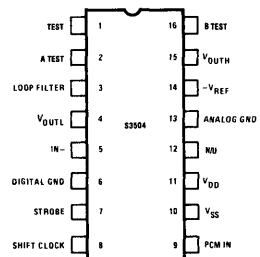 TEST 1 16 B TEST
A TEST 2 15 VOUTH
LOOP FILTER 3 14 -VREF
VOUTL 4 13 ANALOG GND
S3504
IN- 5 12 N/U
DIGITAL GND 6 11 VDD
STROBE 7 10 VSS
SHIFT CLOCK 8 9 PCM IN